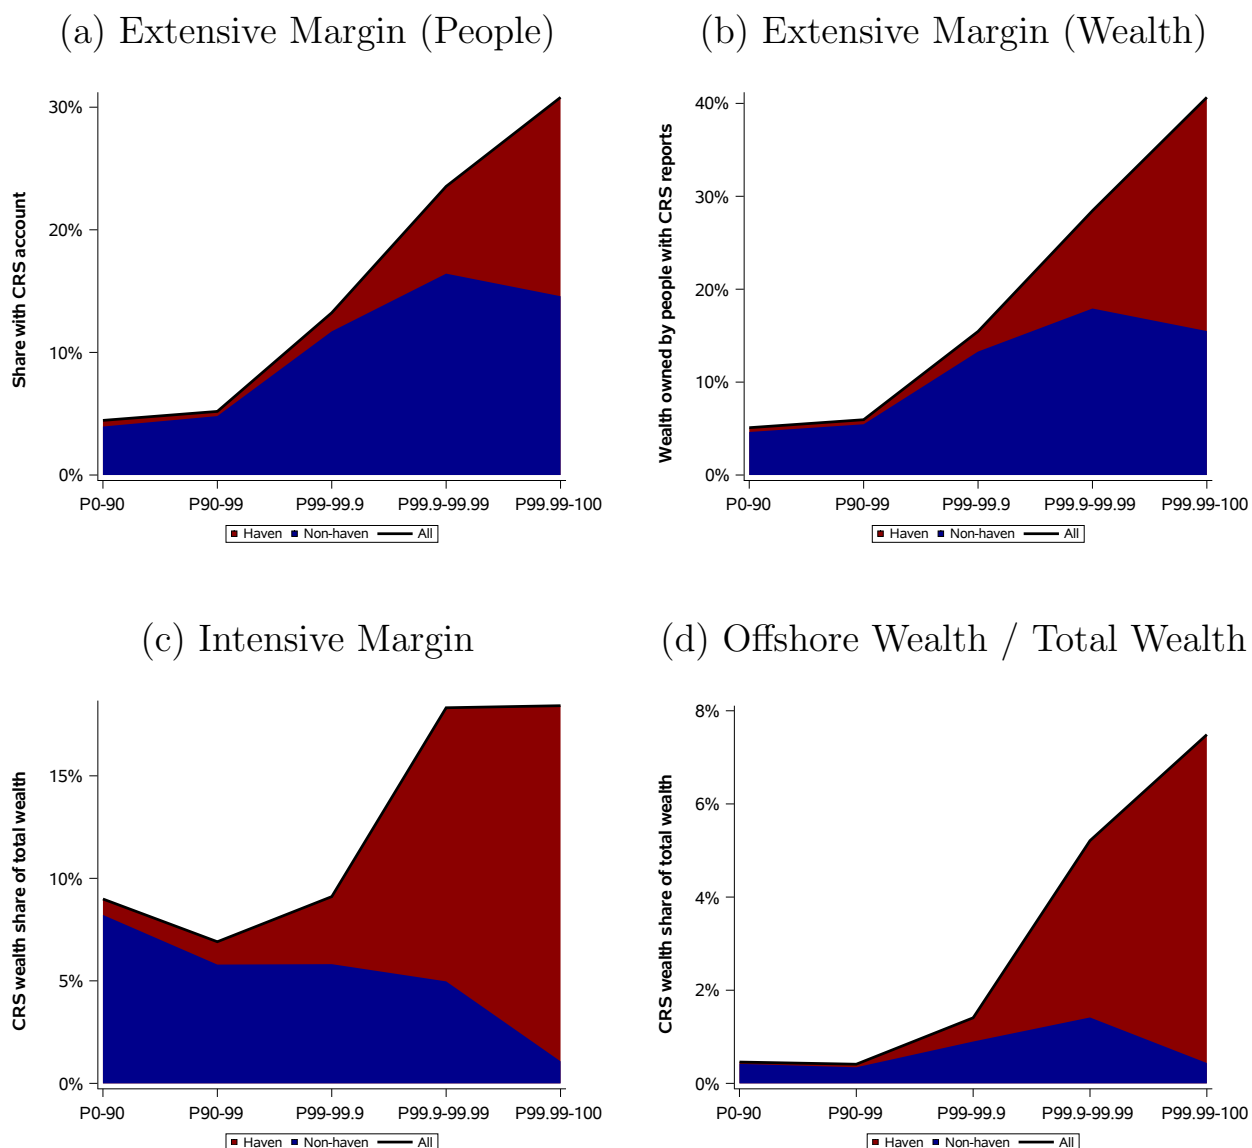 (a) Extensive Margin (People)
30%
20%
10%
0%
Share with CRS account
P0-90 P90-99 P99-99.9 P99.9-99.99 P99.99-100
Haven Non-haven All
(b) Extensive Margin (Wealth)
40%
30%
20%
10%
0%
Wealth owned by people with CRS reports
P0-90 P90-99 P99-99.9 P99.9-99.99 P99.99-100
Haven Non-haven All
(c) Intensive Margin
15%
10%
5%
0%
CRS wealth share of total wealth
P0-90 P90-99 P99-99.9 P99.9-99.99 P99.99-100
Haven Non-haven All
(d) Offshore Wealth / Total Wealth
8%
6%
4%
2%
0%
CRS wealth share of total wealth
P0-90 P90-99 P99-99.9 P99.9-99.99 P99.99-100
Haven Non-haven All